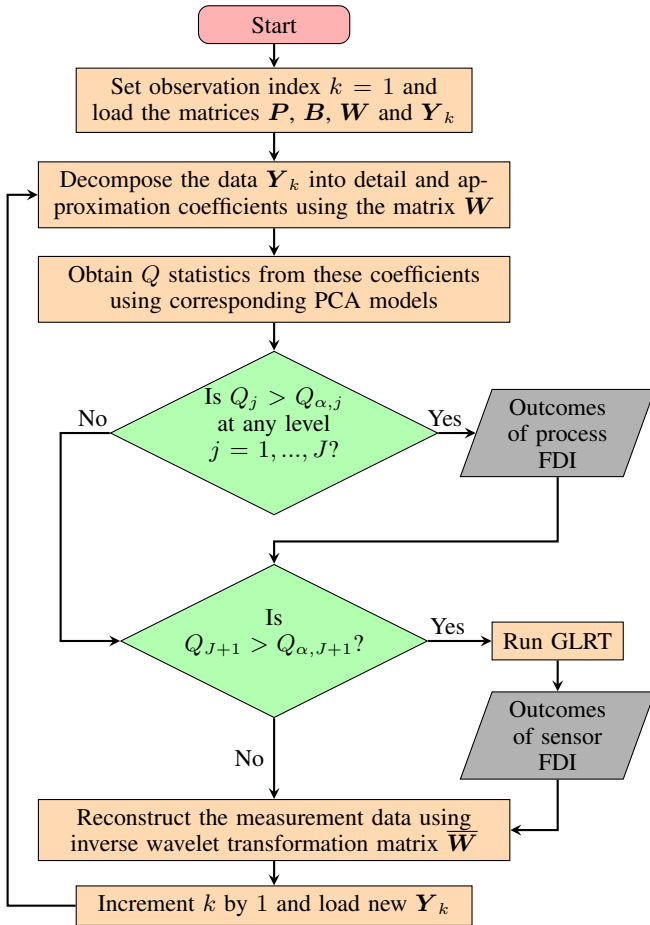 Start
Set observation index k = 1 and
load the matrices P, B, W and Y_k
Decompose the data Y_k into detail and ap-
proximation coefficients using the matrix W
Obtain Q statistics from these coefficients
using corresponding PCA models
Is Q_j > Q_{α,j}
at any level
j = 1, ..., J?
No
Yes
Outcomes
of process
FDI
Is
Q_{J+1} > Q_{α,J+1}?
Yes
Run GLRT
Outcomes
of sensor
FDI
No
Reconstruct the measurement data using
inverse wavelet transformation matrix W̅
Increment k by 1 and load new Y_k